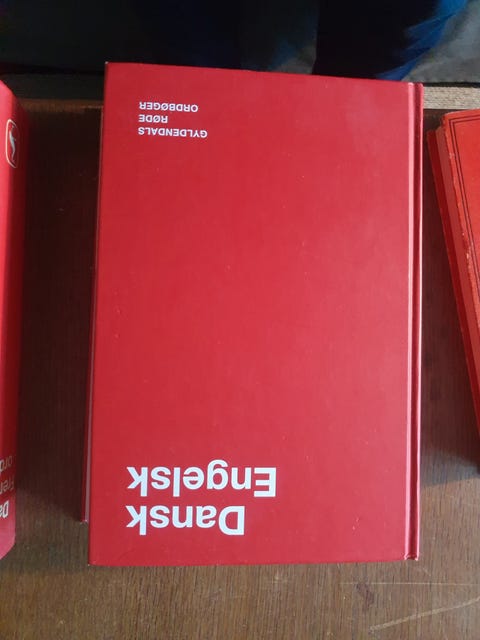 Dansk
Engelsk
GYLDENDALS
RØDE
ORDBØGER